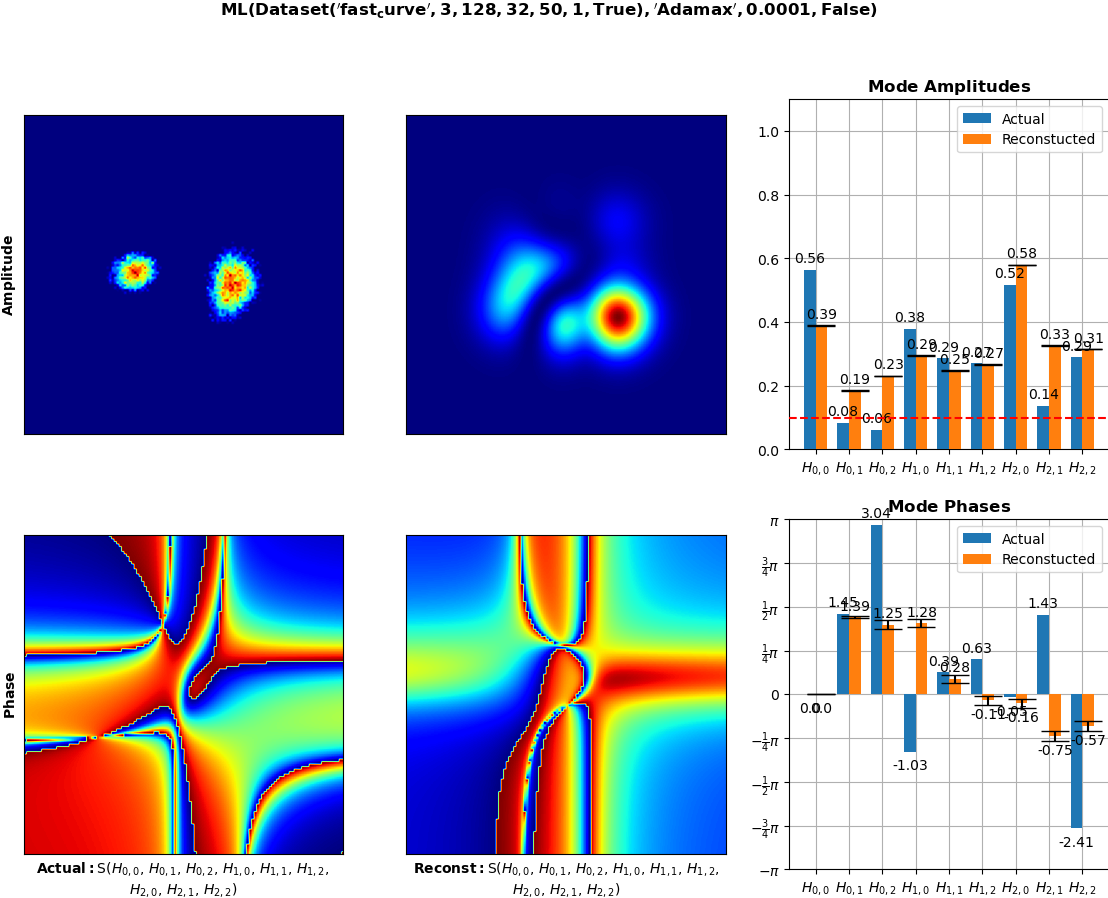 ML(Dataset('fast_curve', 3, 128, 32, 50, 1, True), 'Adamax', 0.0001, False)
Amplitude
Mode Amplitudes
Actual
Reconstucted
1.0
0.8
0.6
0.4
0.2
0.0
0.56
0.39
0.08
0.19
0.06
0.23
0.38
0.29
0.29
0.25
0.27
0.27
0.52
0.58
0.14
0.33
0.29
0.31
H0,0 H0,1 H0,2 H1,0 H1,1 H1,2 H2,0 H2,1 H2,2
Phase
Mode Phases
Actual
Reconstucted
π
3/4π
1/2π
1/4π
0
−1/4π
−1/2π
−3/4π
−π
0.0
0.0
1.45
1.39
3.04
1.25
-1.03
1.28
0.39
0.28
0.63
-0.11
-0.05
-0.16
1.43
-0.75
-2.41
-0.57
H0,0 H0,1 H0,2 H1,0 H1,1 H1,2 H2,0 H2,1 H2,2
Actual: S(H0,0, H0,1, H0,2, H1,0, H1,1, H1,2,
H2,0, H2,1, H2,2)
Reconst: S(H0,0, H0,1, H0,2, H1,0, H1,1, H1,2,
H2,0, H2,1, H2,2)